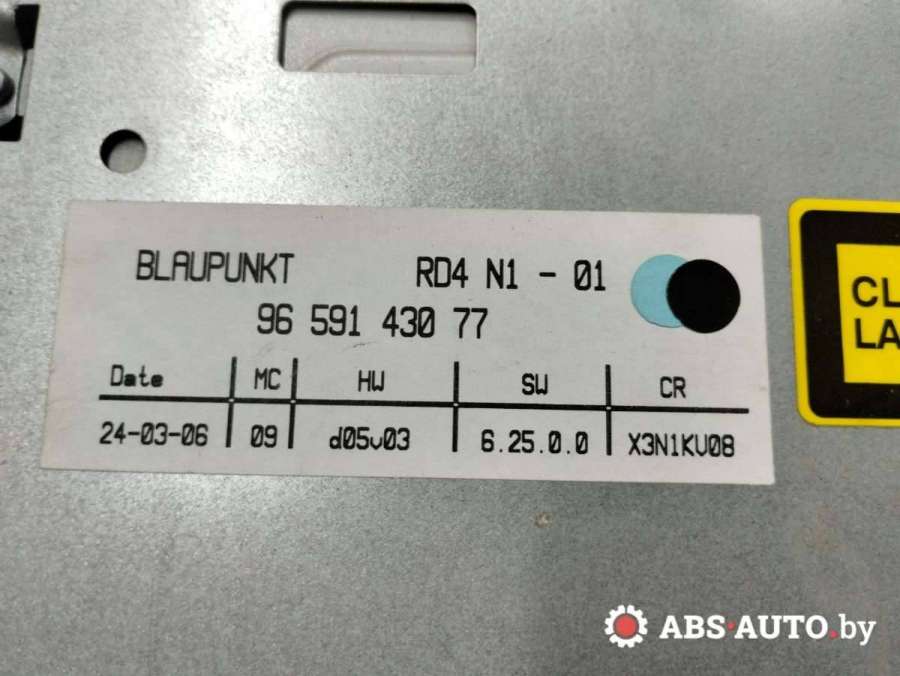 BLAUPUNKT RD4 N1 - 01
96 591 430 77
Date MC HW SW CR
24-03-06 09 d05v03 6.25.0.0 X3N1KV08
CL
LA
ABS-AUTO.by